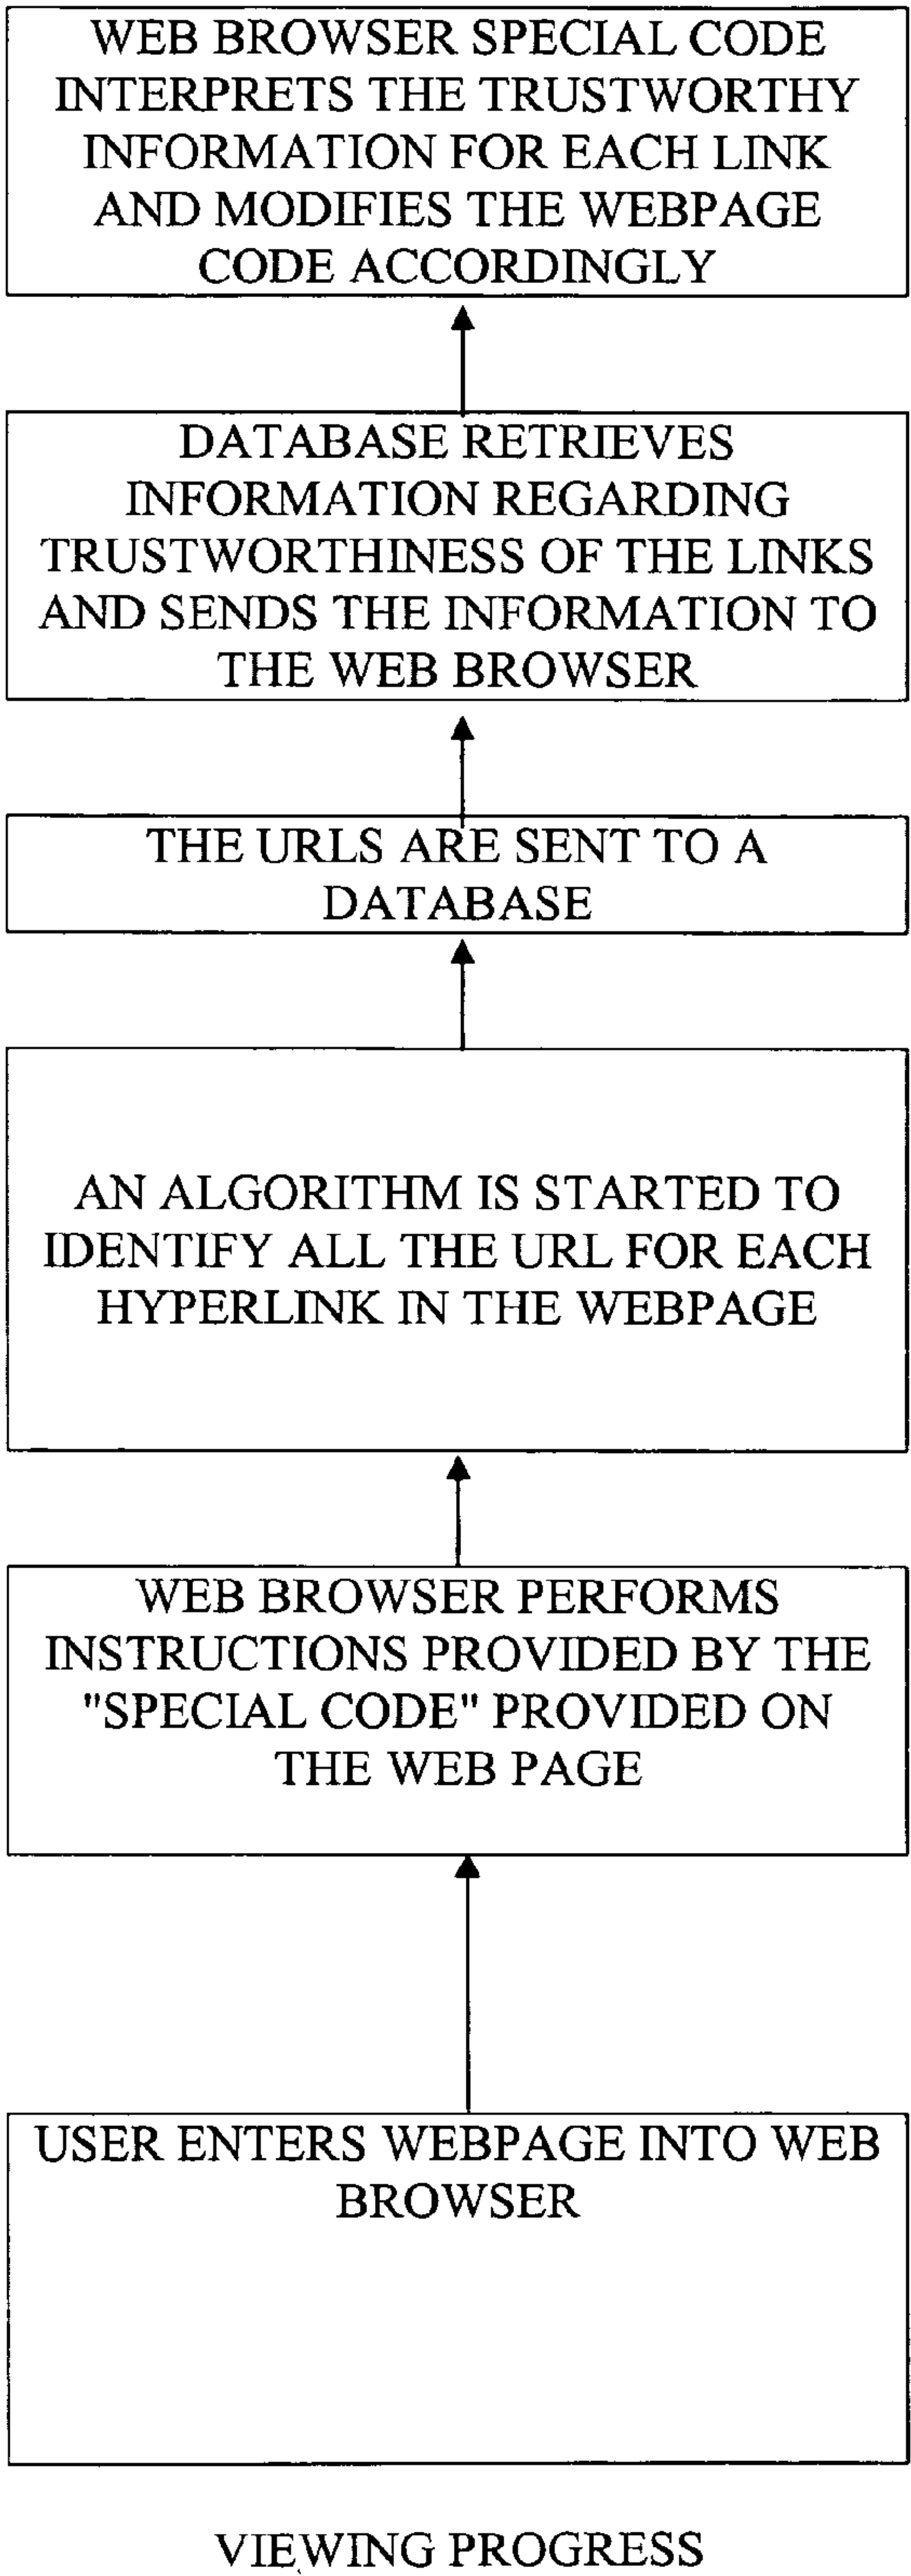 WEB BROWSER SPECIAL CODE
INTERPRETS THE TRUSTWORTHY
INFORMATION FOR EACH LINK
AND MODIFIES THE WEBPAGE
CODE ACCORDINGLY
DATABASE RETRIEVES
INFORMATION REGARDING
TRUSTWORTHINESS OF THE LINKS
AND SENDS THE INFORMATION TO
THE WEB BROWSER
THE URLS ARE SENT TO A
DATABASE
AN ALGORITHM IS STARTED TO
IDENTIFY ALL THE URL FOR EACH
HYPERLINK IN THE WEBPAGE
WEB BROWSER PERFORMS
INSTRUCTIONS PROVIDED BY THE
"SPECIAL CODE" PROVIDED ON
THE WEB PAGE
USER ENTERS WEBPAGE INTO WEB
BROWSER
VIEWING PROGRESS